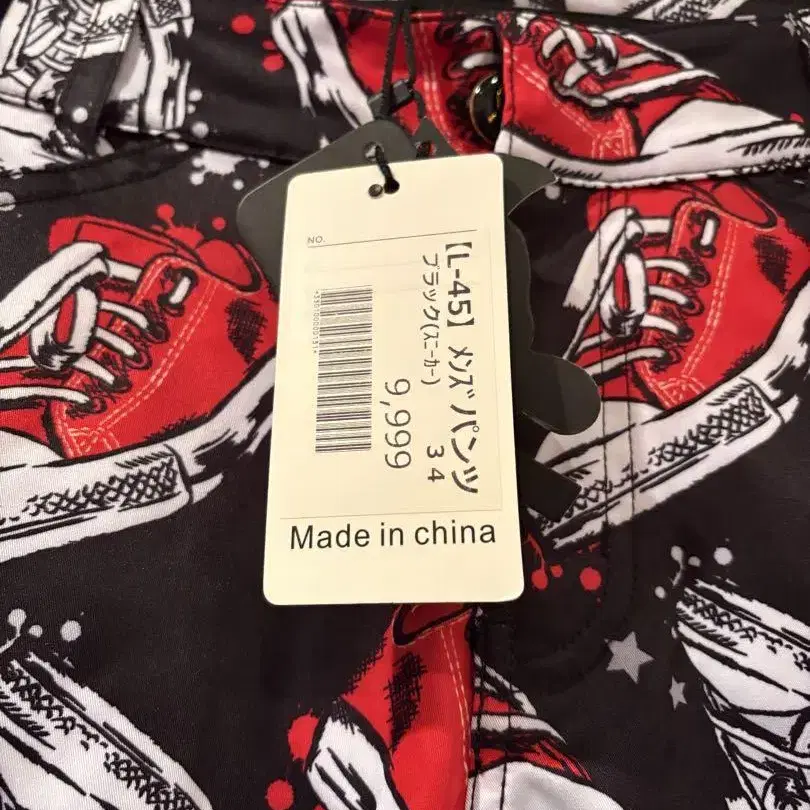 NO.
【L-45】 ﾒﾝｽﾞ パンツ
ブラック(ｽﾆｰｶｰ)
34
9,999
Made in china